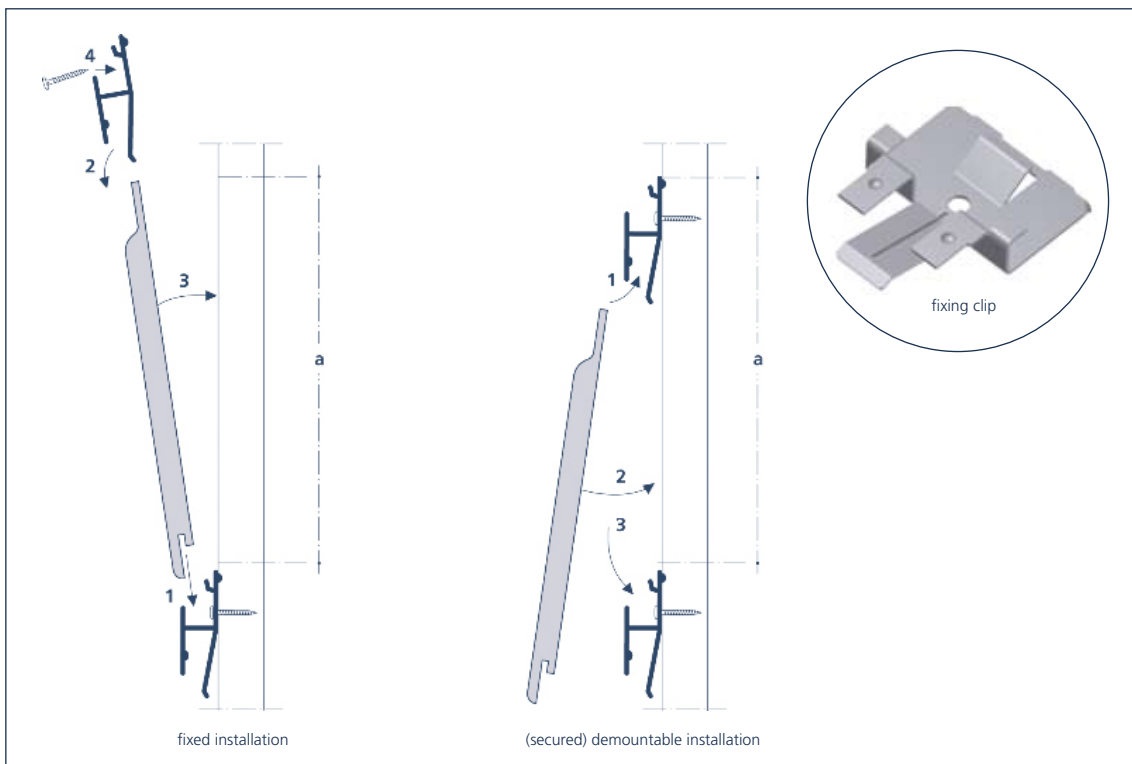 4
2
3
a
1
fixed installation
1
2
3
a
(secured) demountable installation
fixing clip